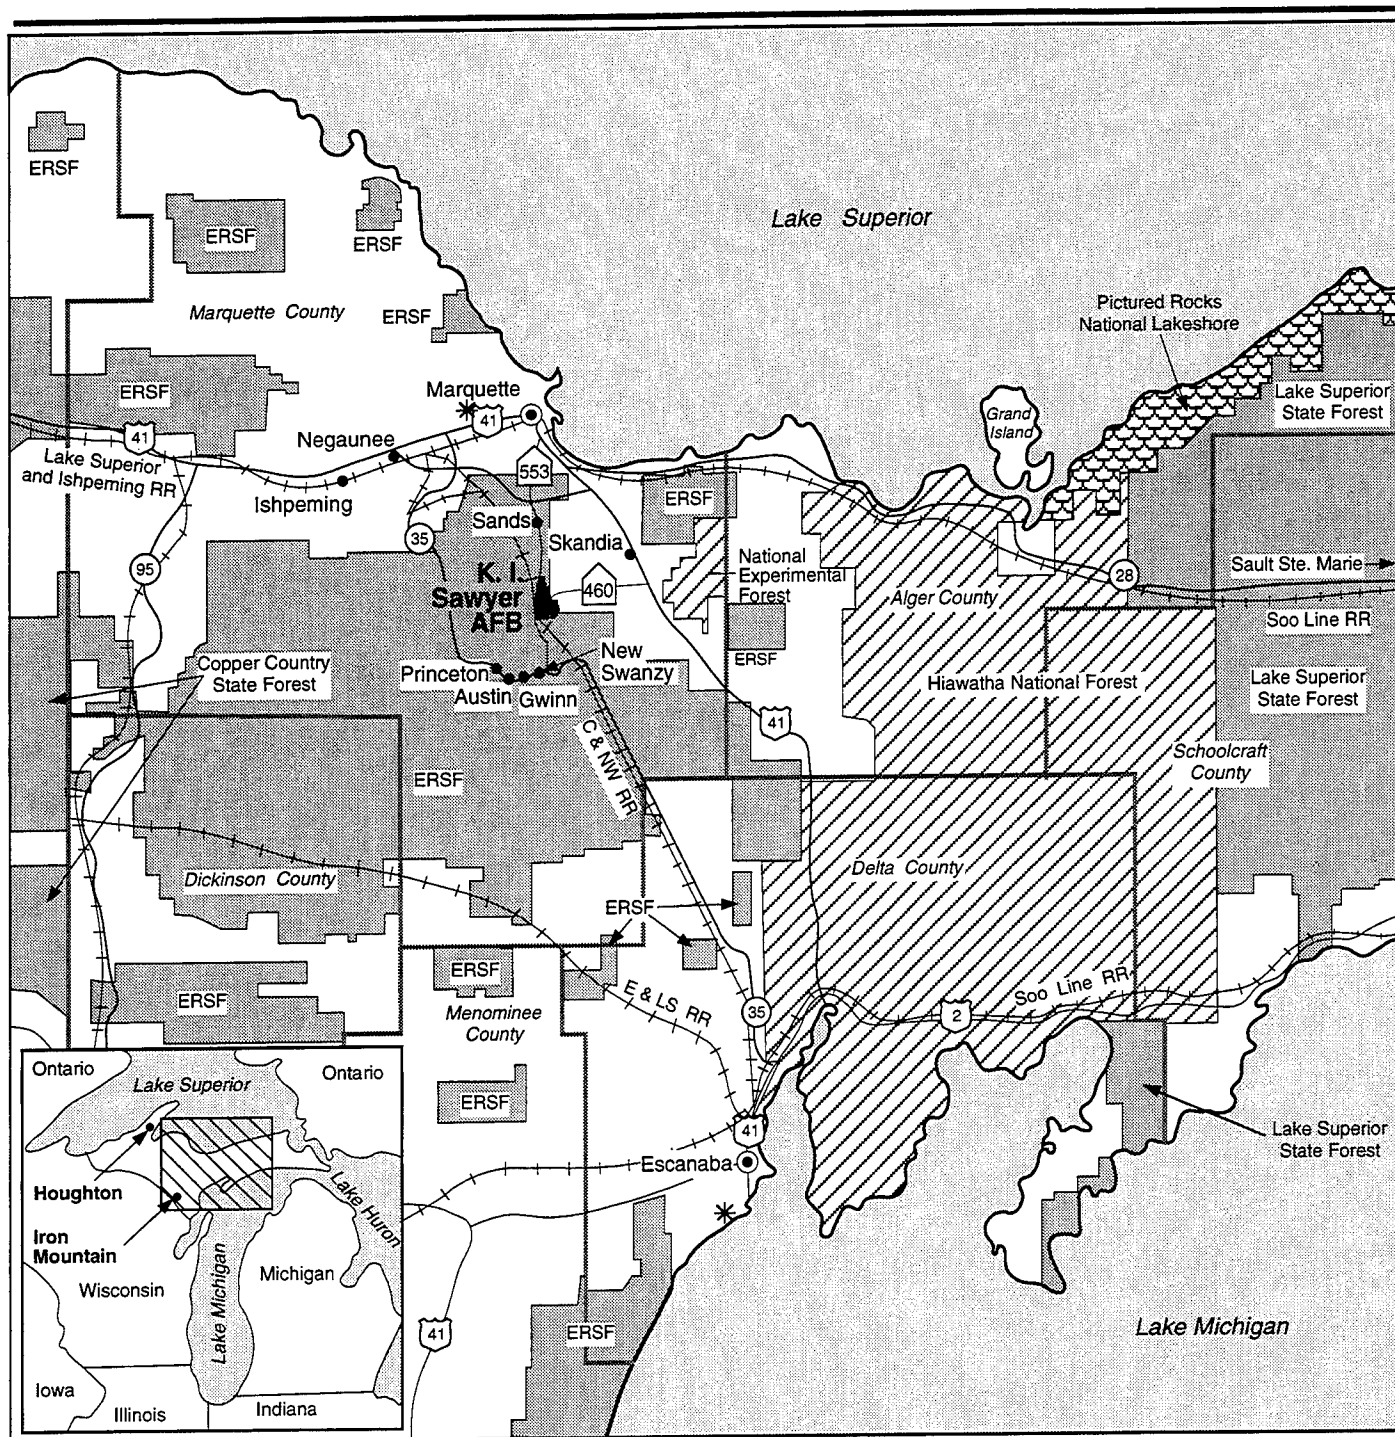 ERSF
ERSF
ERSF
Lake Superior
Marquette County
ERSF
Pictured Rocks
National Lakeshore
ERSF
Marquette
41
Grand
Island
Lake Superior
State Forest
41
Negaunee
Lake Superior
and Ishpeming RR
553
Ishpeming
ERSF
Sands
35
Skandia
National
Experimental
Forest
95
K. I.
Sawyer
AFB
460
Alger County
28
Sault Ste. Marie
Soo Line RR
ERSF
New
Swanzy
Copper Country
State Forest
Princeton
Austin
Gwinn
Hiawatha National Forest
Lake Superior
State Forest
41
C & NW RR
Schoolcraft
County
ERSF
Dickinson County
Delta County
ERSF
ERSF
ERSF
E & LS RR
Menominee
County
35
Soo Line RR
2
ERSF
41
Escanaba
Lake Superior
State Forest
41
ERSF
Lake Michigan
Ontario
Ontario
Lake Superior
Houghton
Iron
Mountain
Lake Huron
Wisconsin
Lake Michigan
Michigan
Iowa
Illinois
Indiana